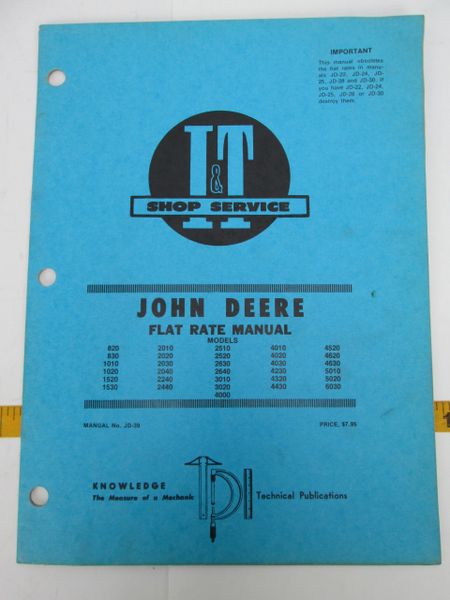 IMPORTANT
This manual obsoletes
the flat rates in manu-
als JD-22, JD-24, JD-
25, JD-28 and JD-30. If
you have JD-22, JD-24,
JD-25, JD-28 or JD-30
destroy them.
I&T
SHOP SERVICE
JOHN DEERE
FLAT RATE MANUAL
MODELS
820 2010 2510 4010 4520
830 2020 2520 4020 4620
1010 2030 2630 4030 4630
1020 2040 2640 4230 5010
1520 2240 3010 4320 5020
1530 2440 3020 4430 6030
4000
MANUAL No. JD-39 PRICE, $7.95
KNOWLEDGE
The Measure of a Mechanic
TPI
Technical Publications